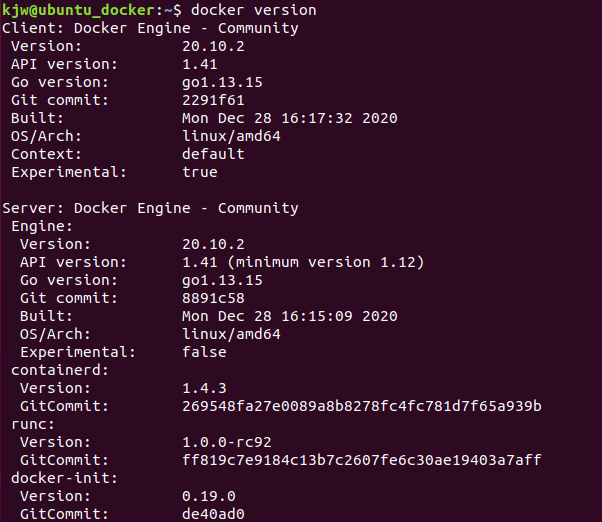 kjw@ubuntu_docker:~$ docker version
Client: Docker Engine - Community
Version: 20.10.2
API version: 1.41
Go version: go1.13.15
Git commit: 2291f61
Built: Mon Dec 28 16:17:32 2020
OS/Arch: linux/amd64
Context: default
Experimental: true
Server: Docker Engine - Community
Engine:
Version: 20.10.2
API version: 1.41 (minimum version 1.12)
Go version: go1.13.15
Git commit: 8891c58
Built: Mon Dec 28 16:15:09 2020
OS/Arch: linux/amd64
Experimental: false
containerd:
Version: 1.4.3
GitCommit: 269548fa27e0089a8b8278fc4fc781d7f65a939b
runc:
Version: 1.0.0-rc92
GitCommit: ff819c7e9184c13b7c2607fe6c30ae19403a7aff
docker-init:
Version: 0.19.0
GitCommit: de40ad0